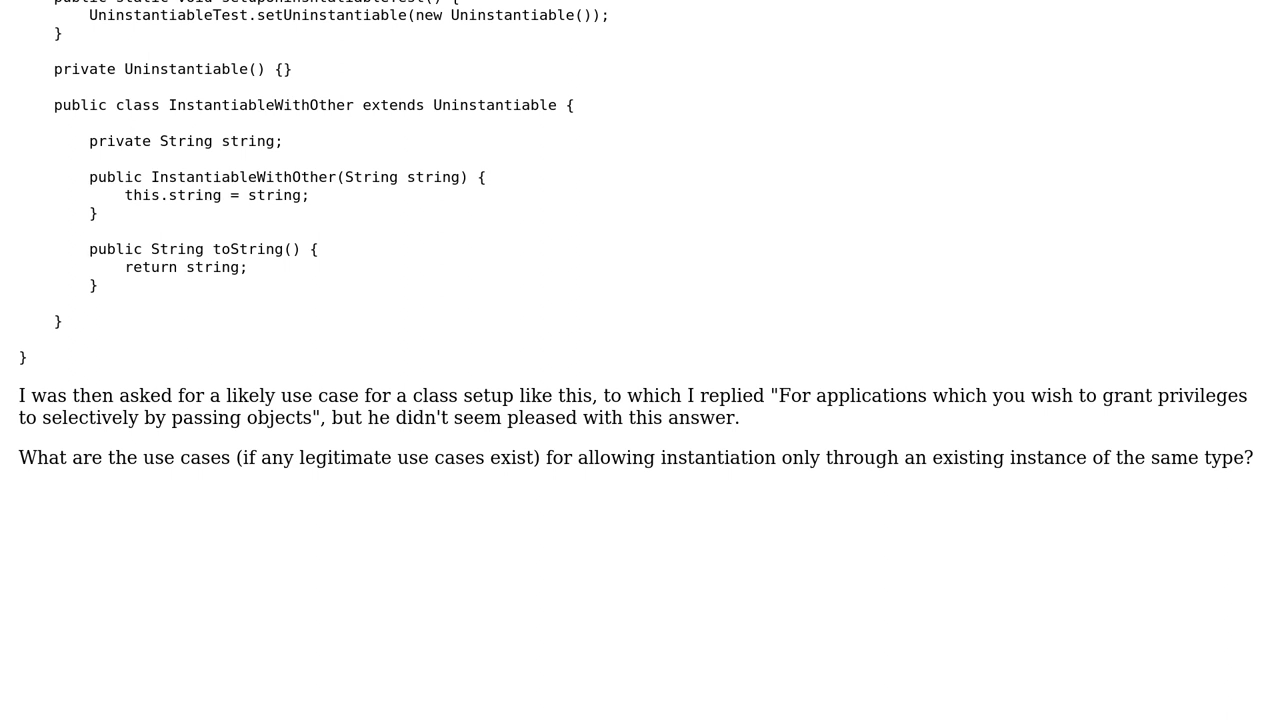 public static void setupUninstantiableTest() {
        UninstantiableTest.setUninstantiable(new Uninstantiable());
    }
    private Uninstantiable() {}
    public class InstantiableWithOther extends Uninstantiable {
        private String string;
        public InstantiableWithOther(String string) {
            this.string = string;
        }
        public String toString() {
            return string;
        }
    }
}
I was then asked for a likely use case for a class setup like this, to which I replied "For applications which you wish to grant privileges
to selectively by passing objects", but he didn't seem pleased with this answer.
What are the use cases (if any legitimate use cases exist) for allowing instantiation only through an existing instance of the same type?